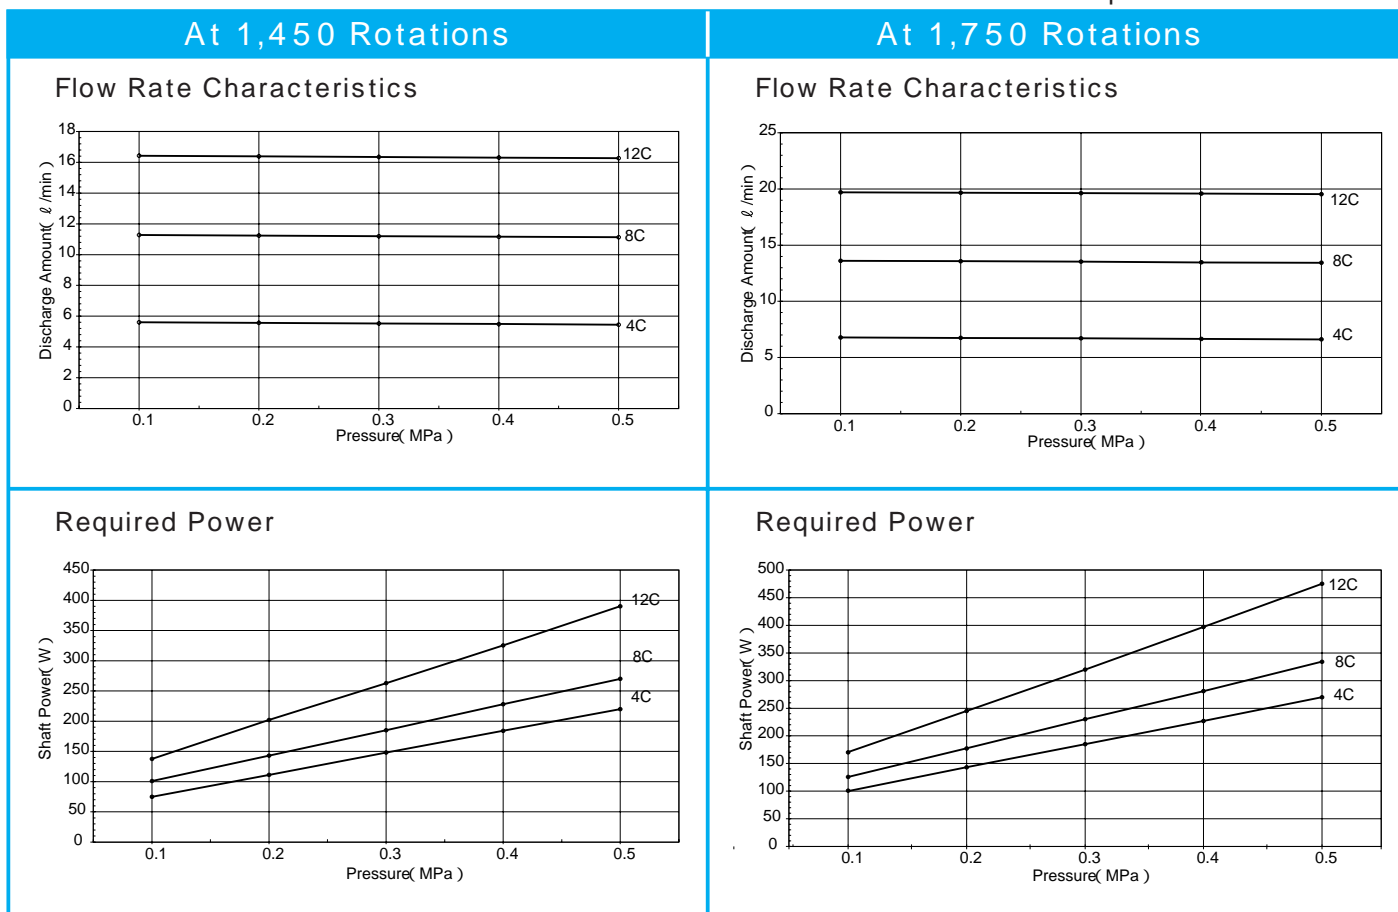 At 1,450 Rotations
At 1,750 Rotations
Flow Rate Characteristics
18
16
14
12
10
8
6
4
2
0
Discharge Amount( ℓ /min )
12C
8C
4C
0.1 0.2 0.3 0.4 0.5
Pressure( MPa )
Flow Rate Characteristics
25
20
15
10
5
0
Discharge Amount( ℓ /min )
12C
8C
4C
0.1 0.2 0.3 0.4 0.5
Pressure( MPa )
Required Power
450
400
350
300
250
200
150
100
50
0
Shaft Power( W )
12C
8C
4C
0.1 0.2 0.3 0.4 0.5
Pressure( MPa )
Required Power
500
450
400
350
300
250
200
150
100
50
0
Shaft Power( W )
12C
8C
4C
0.1 0.2 0.3 0.4 0.5
Pressure( MPa )